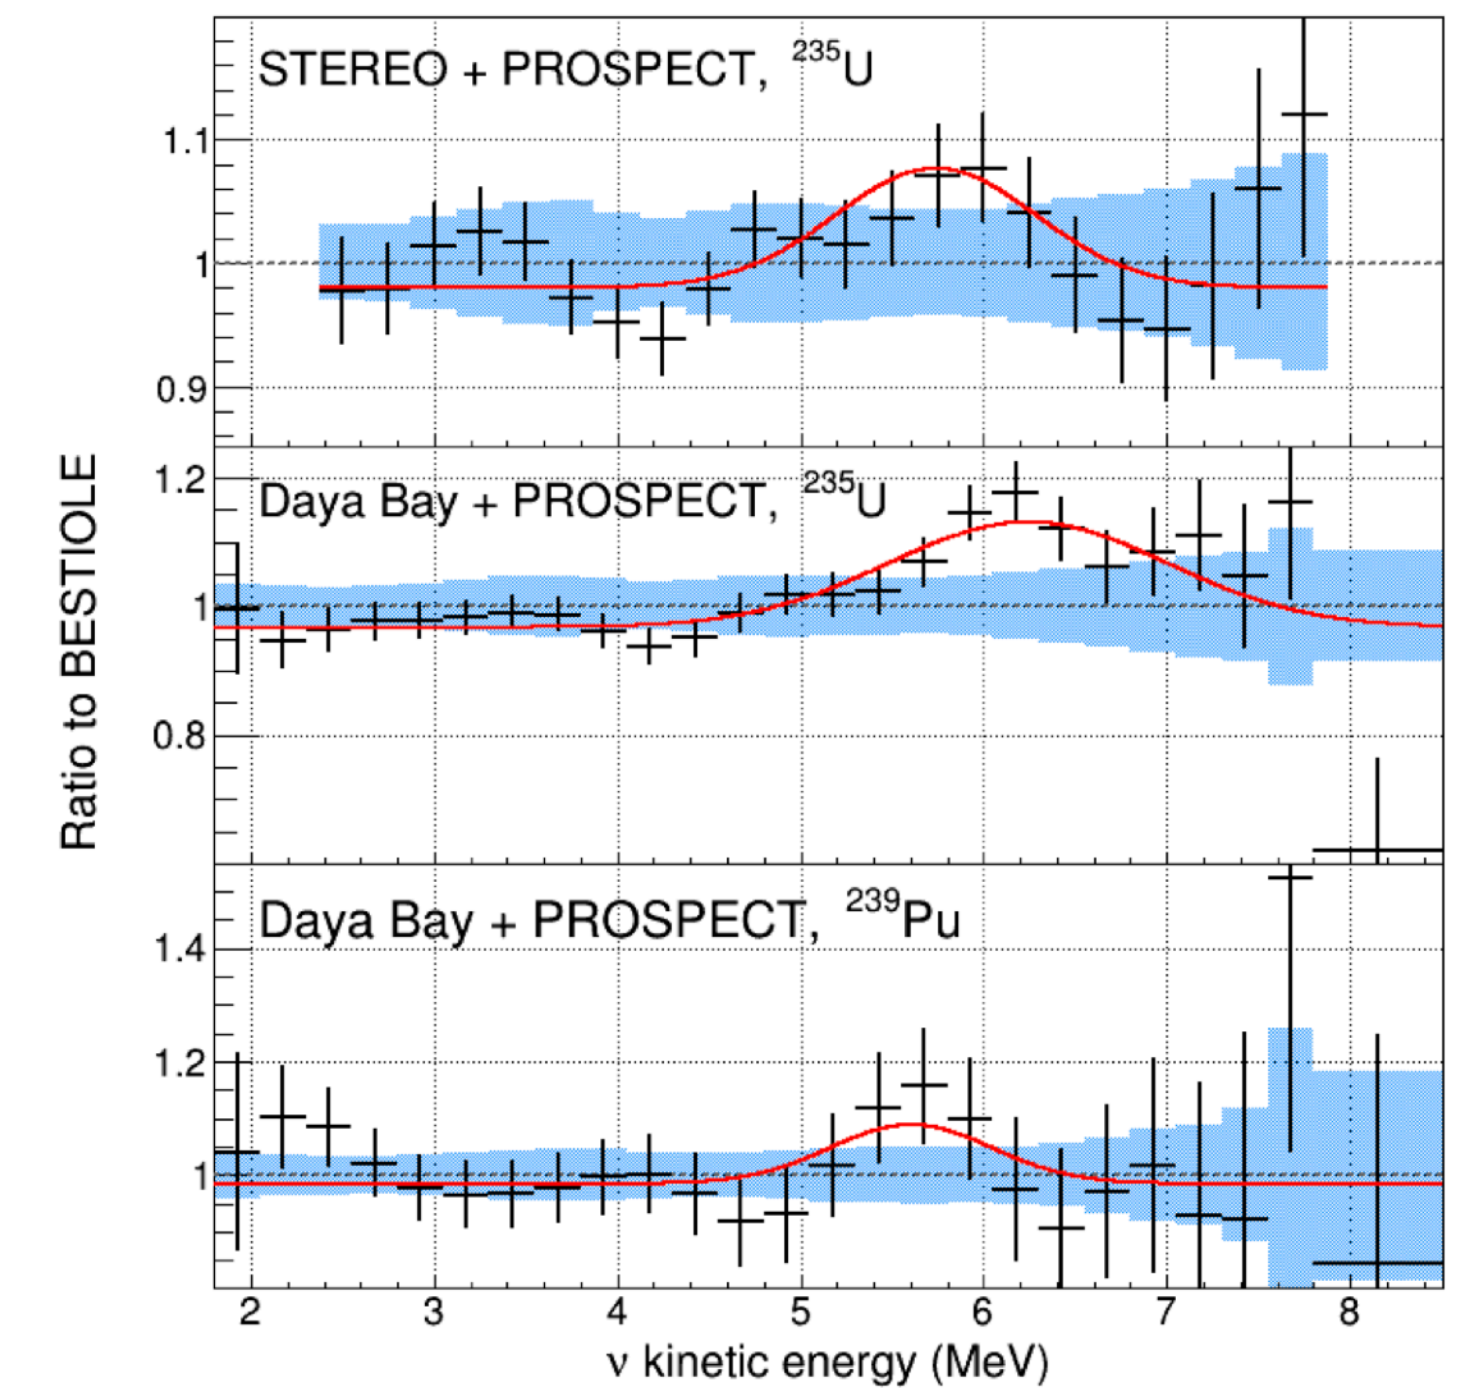 STEREO + PROSPECT, ²³⁵U
1.1
1
0.9
Ratio to BESTIOLE
1.2
Daya Bay + PROSPECT, ²³⁵U
1
0.8
Daya Bay + PROSPECT, ²³⁹Pu
1.4
1.2
1
2 3 4 5 6 7 8
ν kinetic energy (MeV)